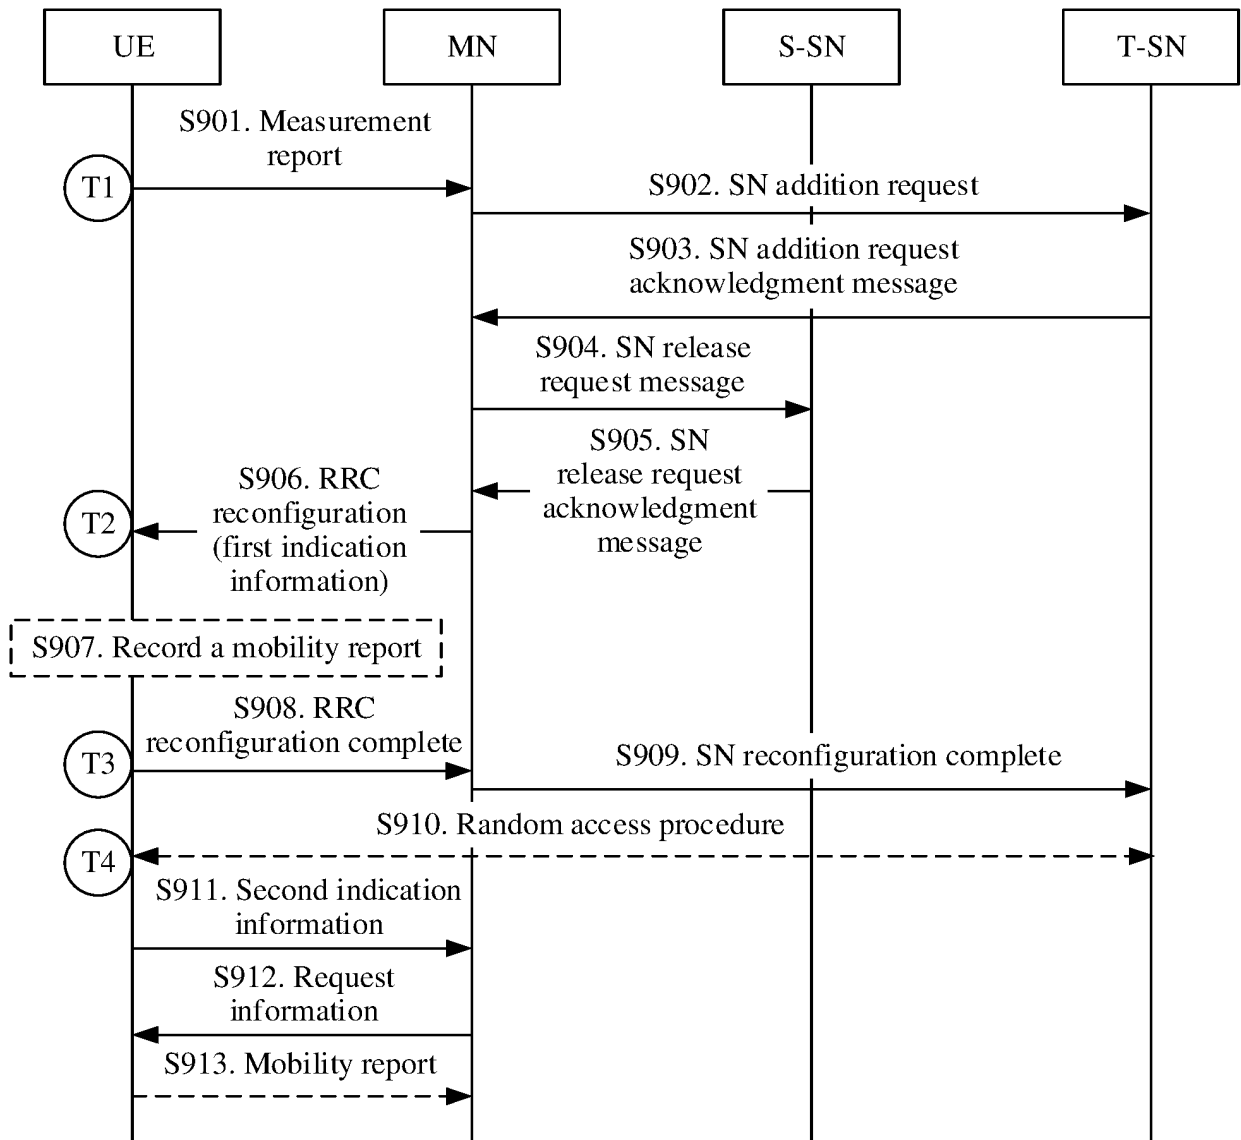 UE
MN
S-SN
T-SN
S901. Measurement
report
T1
S902. SN addition request
S903. SN addition request
acknowledgment message
S904. SN release
request message
S905. SN
release request
acknowledgment
message
S906. RRC
reconfiguration
(first indication
information)
T2
S907. Record a mobility report
S908. RRC
reconfiguration complete
T3
S909. SN reconfiguration complete
S910. Random access procedure
T4
S911. Second indication
information
S912. Request
information
S913. Mobility report